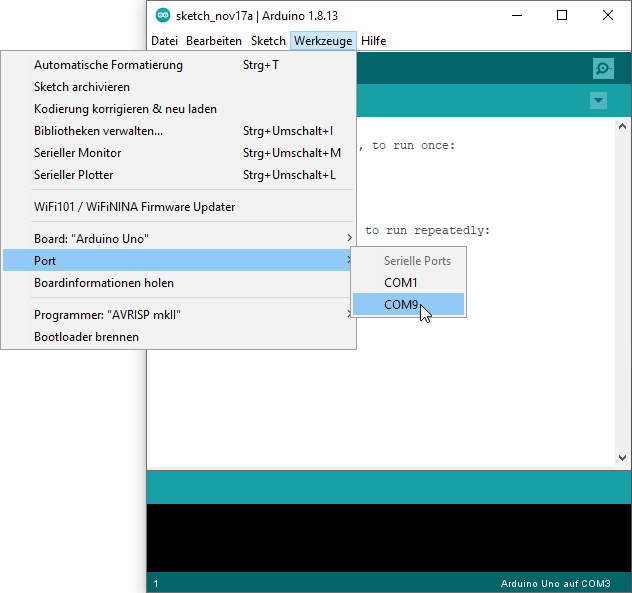 sketch_nov17a | Arduino 1.8.13
Datei Bearbeiten Sketch Werkzeuge Hilfe
Automatische Formatierung Strg+T
Sketch archivieren
Kodierung korrigieren & neu laden
Bibliotheken verwalten... Strg+Umschalt+I
Serieller Monitor Strg+Umschalt+M
Serieller Plotter Strg+Umschalt+L
WiFi101 / WiFiNINA Firmware Updater
Board: "Arduino Uno"
Port
Boardinformationen holen
Programmer: "AVRISP mkII"
Bootloader brennen
, to run once:
to run repeatedly:
Serielle Ports
COM1
COM9
1 Arduino Uno auf COM3